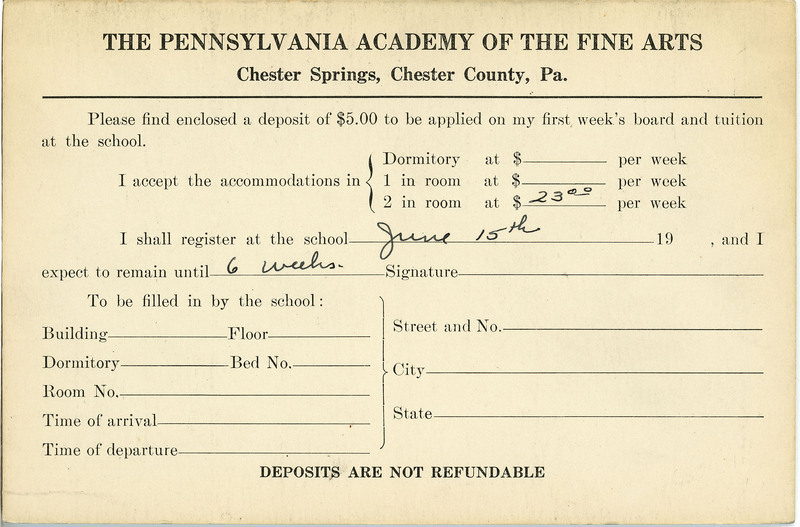 THE PENNSYLVANIA ACADEMY OF THE FINE ARTS
Chester Springs, Chester County, Pa.
Please find enclosed a deposit of $5.00 to be applied on my first week's board and tuition
at the school.
Dormitory at $ per week
I accept the accommodations in 1 in room at $ per week
2 in room at $ 23 00 per week
I shall register at the school June 15th 19 , and I
expect to remain until 6 weeks. Signature
To be filled in by the school:
Building Floor
Street and No.
Dormitory Bed No.
City
Room No.
State
Time of arrival
Time of departure
DEPOSITS ARE NOT REFUNDABLE